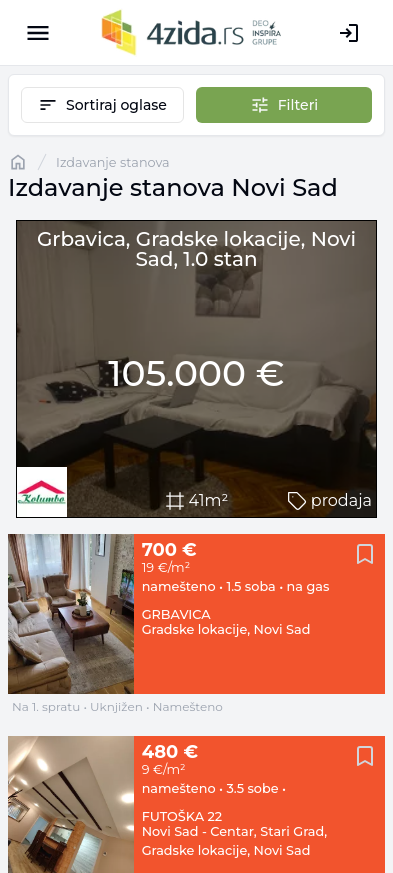 4zida.rs
DEO
INSPIRA
GRUPE
Sortiraj oglase
Filteri
/ Izdavanje stanova
Izdavanje stanova Novi Sad
Grbavica, Gradske lokacije, Novi
Sad, 1.0 stan
105.000 €
Kolumbo
41m²
prodaja
700 €
19 €/m²
namešteno • 1.5 soba • na gas
GRBAVICA
Gradske lokacije, Novi Sad
Na 1. spratu • Uknjižen • Namešteno
480 €
9 €/m²
namešteno • 3.5 sobe •
FUTOŠKA 22
Novi Sad - Centar, Stari Grad,
Gradske lokacije, Novi Sad